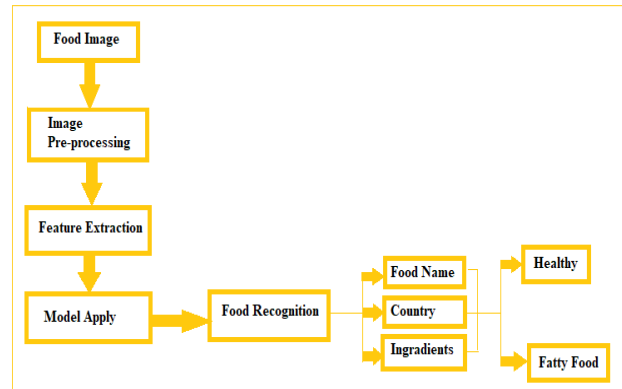 Food Image
Image
Pre-processing
Feature Extraction
Model Apply
Food Recognition
Food Name
Country
Ingradients
Healthy
Fatty Food